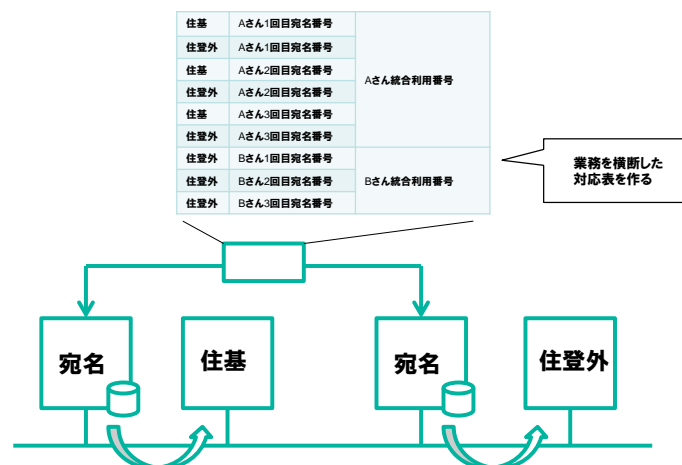 住基 Aさん1回目宛名番号
住登外 Aさん1回目宛名番号
住基 Aさん2回目宛名番号
住登外 Aさん2回目宛名番号
住基 Aさん3回目宛名番号
住登外 Aさん3回目宛名番号
Aさん統合利用番号
住登外 Bさん1回目宛名番号
住登外 Bさん2回目宛名番号
住登外 Bさん3回目宛名番号
Bさん統合利用番号
業務を横断した
対応表を作る
宛名
住基
宛名
住登外